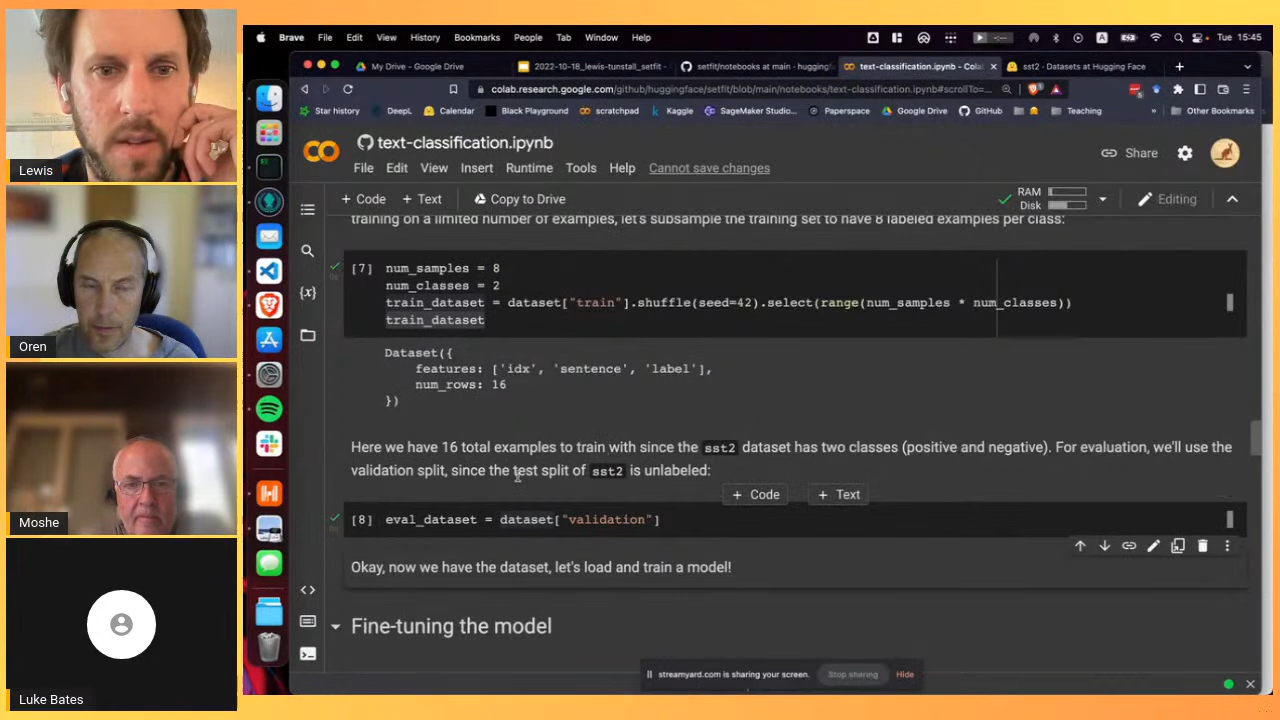 Lewis
Oren
Moshe
Luke Bates
Brave File Edit View History Bookmarks People Tab Window Help
Tue 15:45
My Drive - Google Drive
2022-10-18_lewis-tunstall_setfit -
setfit/notebooks at main · hugging
text-classification.ipynb - Colab
sst2 · Datasets at Hugging Face
colab.research.google.com/github/huggingface/setfit/blob/main/notebooks/text-classification.ipynb#scrollTo=...
Star history DeepL Calendar Black Playground scratchpad Kaggle SageMaker Studio... Paperspace Google Drive GitHub Teaching
text-classification.ipynb
Share
File Edit View Insert Runtime Tools Help Cannot save changes
+ Code + Text Copy to Drive
RAM
Disk
Editing
training on a limited number of examples, let's subsample the training set to have 8 labeled examples per class:
[7] num_samples = 8
num_classes = 2
train_dataset = dataset["train"].shuffle(seed=42).select(range(num_samples * num_classes))
train_dataset
Dataset({
features: ['idx', 'sentence', 'label'],
num_rows: 16
})
Here we have 16 total examples to train with since the sst2 dataset has two classes (positive and negative). For evaluation, we'll use the
validation split, since the test split of sst2 is unlabeled:
+ Code + Text
[8] eval_dataset = dataset["validation"]
Okay, now we have the dataset, let's load and train a model!
Fine-tuning the model
streamyard.com is sharing your screen. Stop sharing Hide